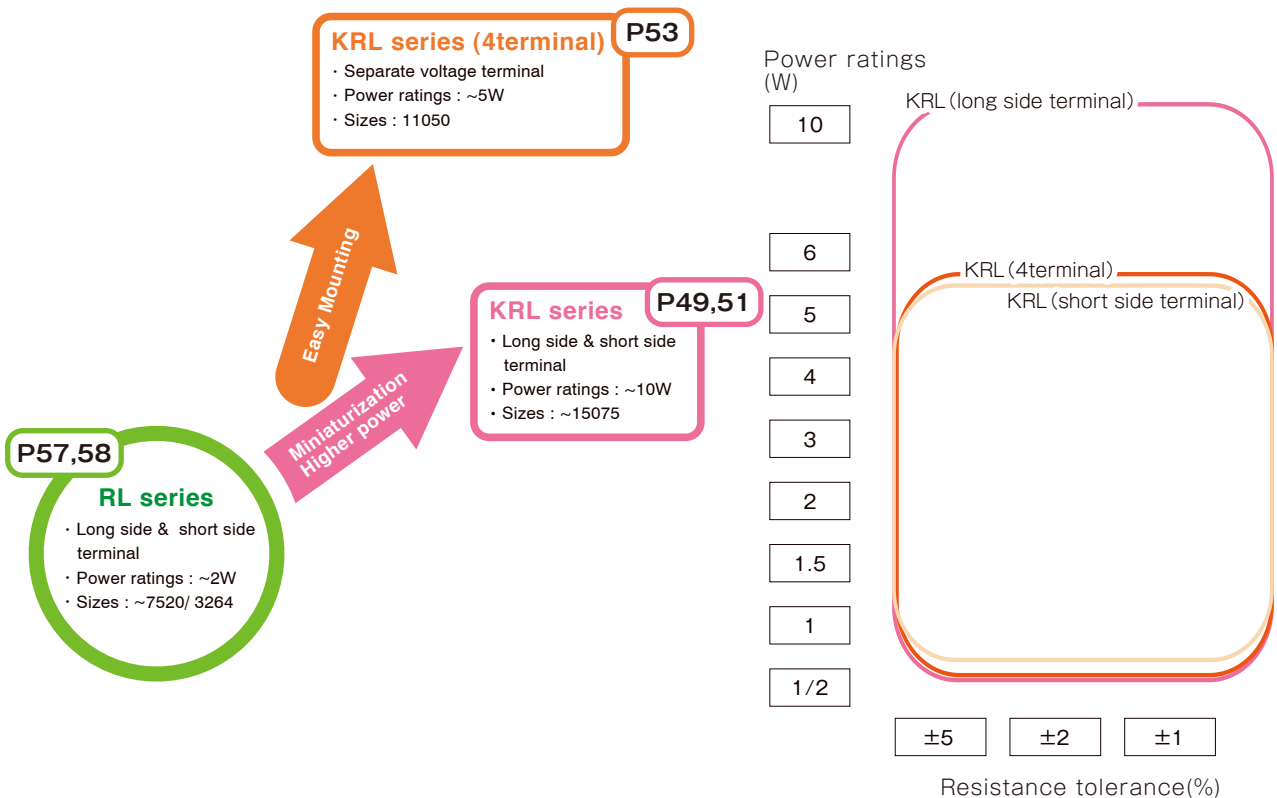 KRL series (4terminal)
P53
· Separate voltage terminal
· Power ratings : ~5W
· Sizes : 11050
Easy Mounting
KRL series
P49,51
· Long side & short side
terminal
· Power ratings : ~10W
· Sizes : ~15075
Miniaturization
Higher power
P57,58
RL series
· Long side & short side
terminal
· Power ratings : ~2W
· Sizes : ~7520/ 3264
Power ratings
(W)
10
6
5
4
3
2
1.5
1
1/2
KRL (long side terminal)
KRL (4terminal)
KRL (short side terminal)
±5 ±2 ±1
Resistance tolerance(%)